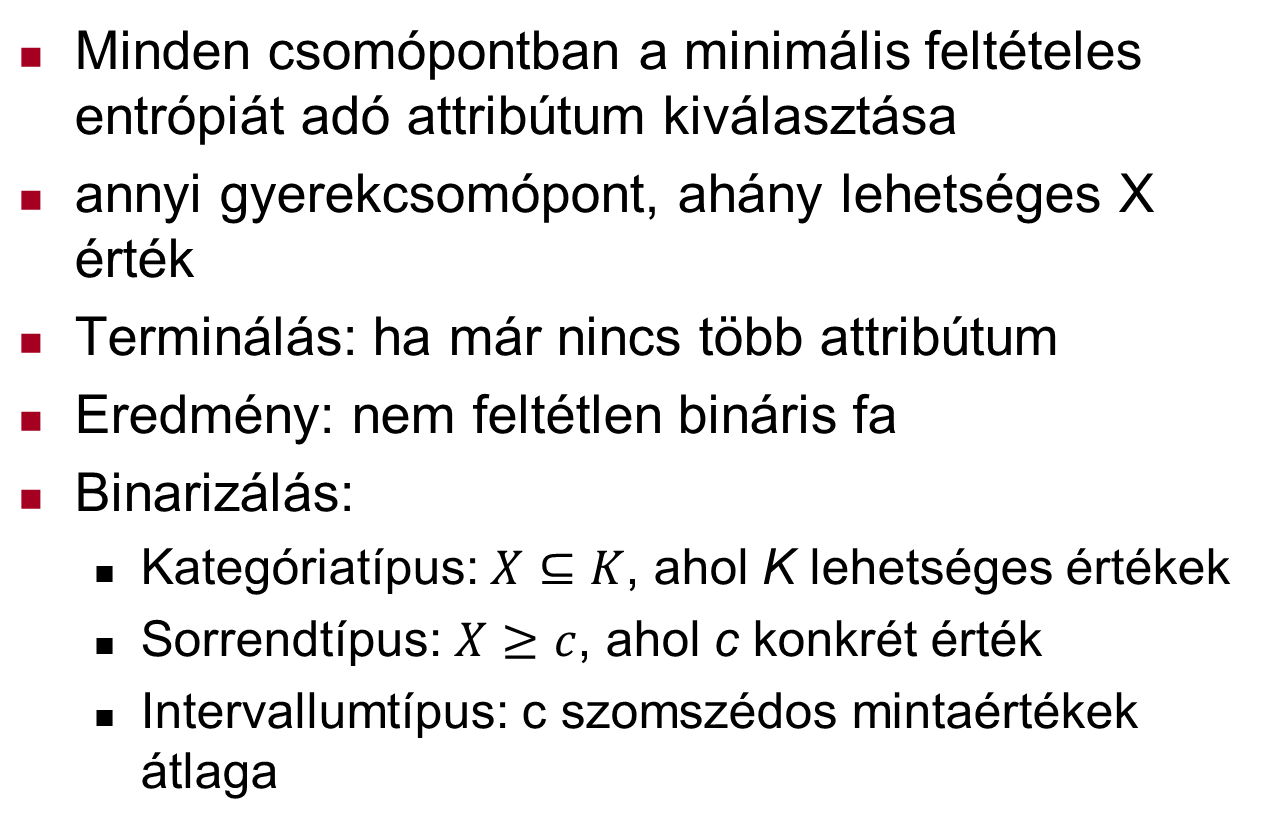 Minden csomópontban a minimális feltételes
entrópiát adó attribútum kiválasztása
annyi gyerekcsomópont, ahány lehetséges X
érték
Terminálás: ha már nincs több attribútum
Eredmény: nem feltétlen bináris fa
Binarizálás:
Kategóriatípus: X ⊆ K, ahol K lehetséges értékek
Sorrendtípus: X ≥ c, ahol c konkrét érték
Intervallumtípus: c szomszédos mintaértékek
átlaga